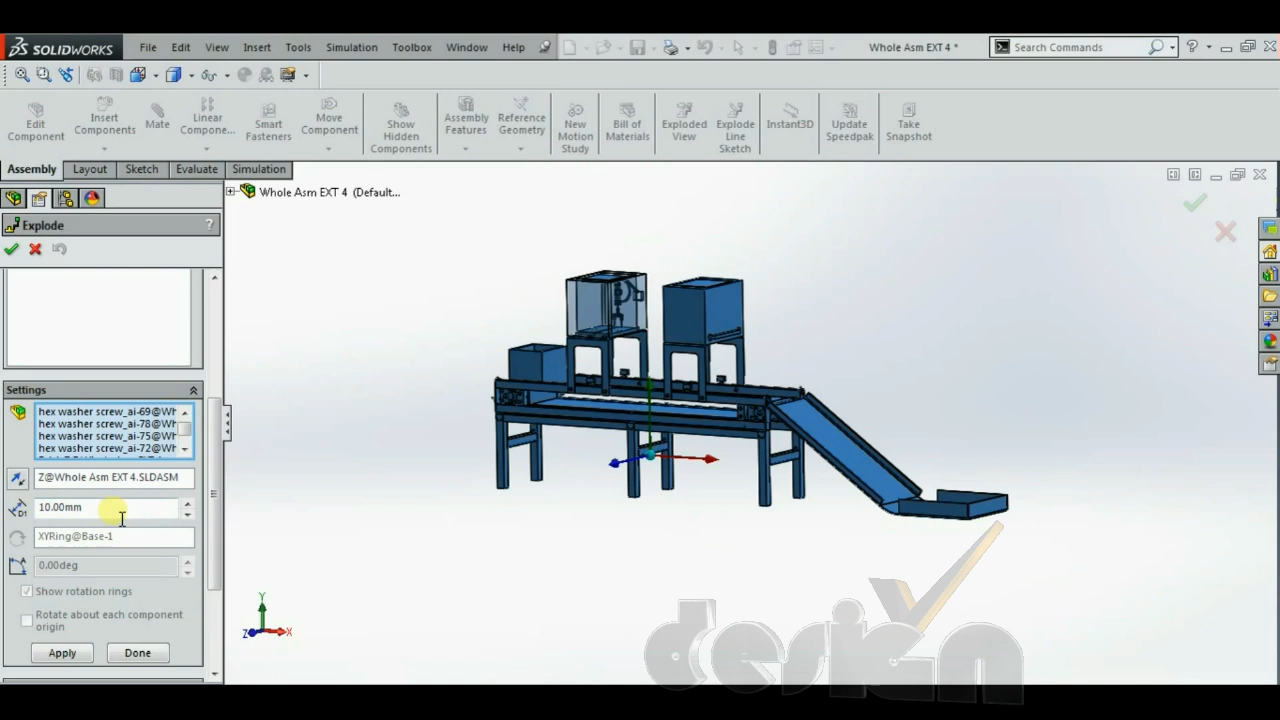 SOLIDWORKS File Edit View Insert Tools Simulation Toolbox Window Help Whole Asm EXT 4 * Search Commands ?
Edit Component
Insert Components
Mate
Linear Compone...
Smart Fasteners
Move Component
Show Hidden Components
Assembly Features
Reference Geometry
New Motion Study
Bill of Materials
Exploded View
Explode Line Sketch
Instant3D
Update Speedpak
Take Snapshot
Assembly Layout Sketch Evaluate Simulation
Whole Asm EXT 4 (Default...
Explode ?
Settings
hex washer screw_ai-69@Wh
hex washer screw_ai-78@Wh
hex washer screw_ai-75@Wh
hex washer screw_ai-72@Wh
Z@Whole Asm EXT 4.SLDASM
D1 10.00mm
XYRing@Base-1
A 0.00deg
Show rotation rings
Rotate about each component
origin
Apply Done
Y
Z X
design